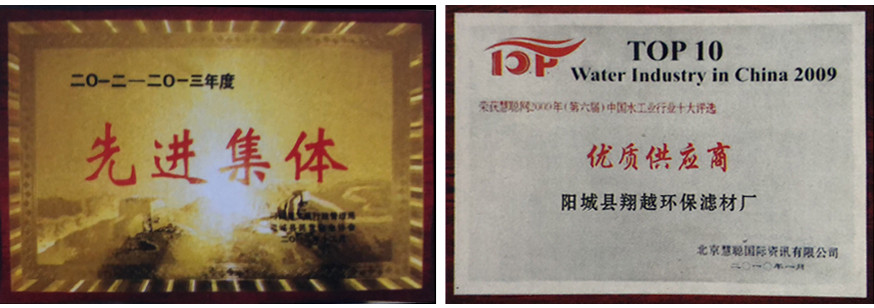 二〇一二—二〇一三年度
先进集体
TOP
TOP 10
Water Industry in China 2009
荣获慧聪网2009年（第六届）中国水工业行业十大评选
优质供应商
阳城县翔越环保滤材厂
北京慧聪国际资讯有限公司
二〇一〇年一月